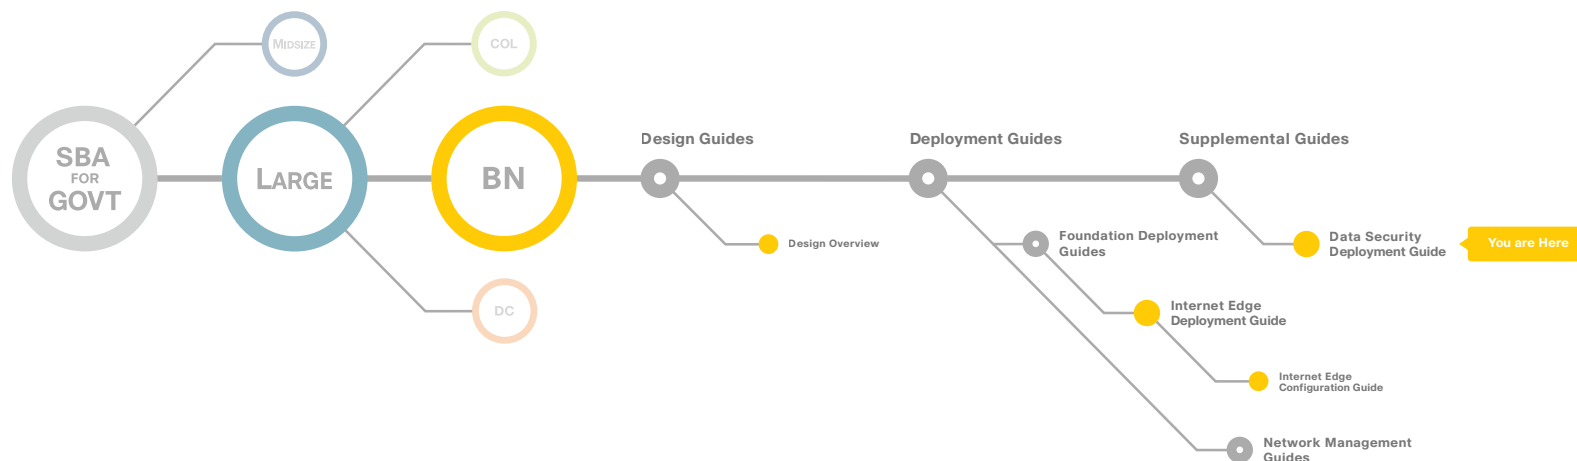 MIDSIZE
COL
SBA
FOR
GOVT
LARGE
BN
DC
Design Guides
Design Overview
Deployment Guides
Foundation Deployment
Guides
Internet Edge
Deployment Guide
Internet Edge
Configuration Guide
Network Management
Guides
Supplemental Guides
Data Security
Deployment Guide
You are Here